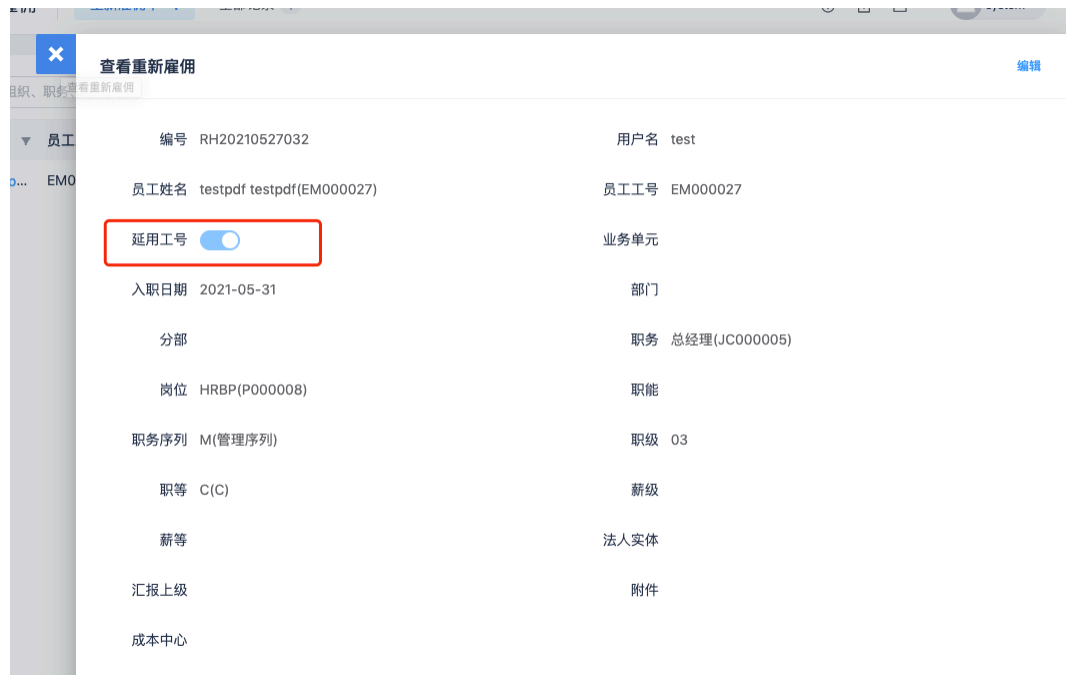 查看重新雇佣
编辑
组织、职务、
查看重新雇佣
编号 RH20210527032
用户名 test
员工
员工姓名 testpdf testpdf(EM000027)
员工工号 EM000027
EM0
延用工号
业务单元
入职日期 2021-05-31
部门
分部
职务 总经理(JC000005)
岗位 HRBP(P000008)
职能
职务序列 M(管理序列)
职级 03
职等 C(C)
薪级
薪等
法人实体
汇报上级
附件
成本中心